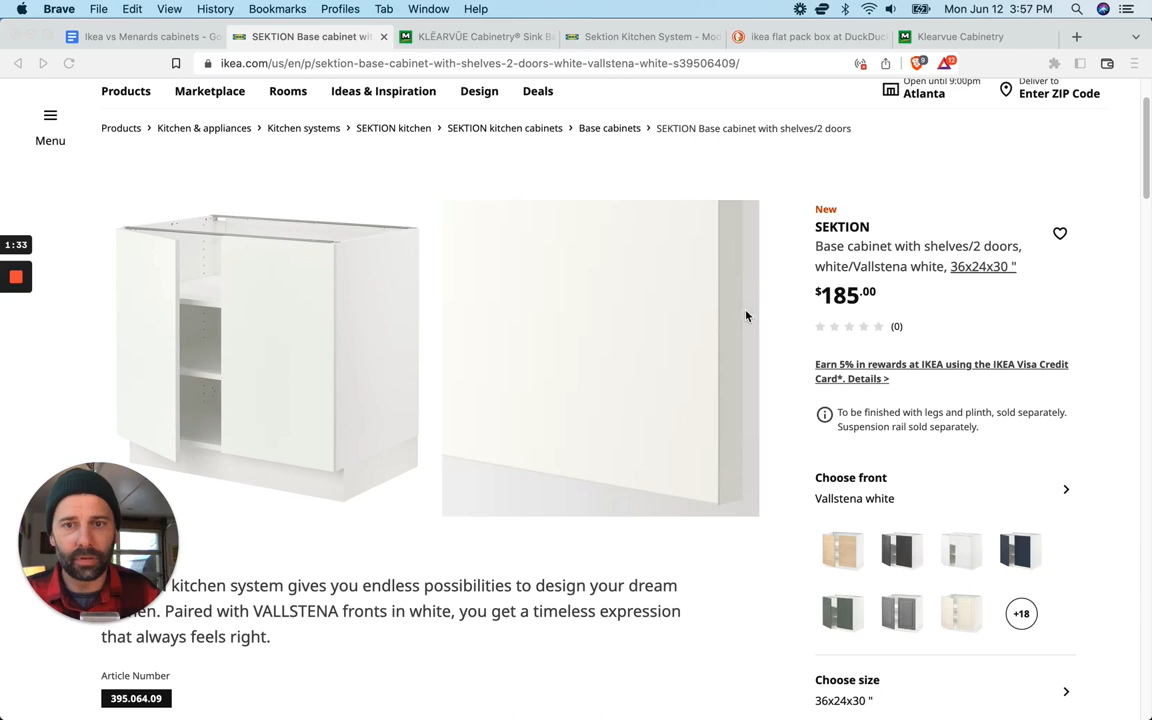 Brave File Edit View History Bookmarks Profiles Tab Window Help Mon Jun 12 3:57 PM
Ikea vs Menards cabinets - Go SEKTION Base cabinet wit KLËARVŪE Cabinetry® Sink B Sektion Kitchen System - Mod ikea flat pack box at DuckDuc Klearvue Cabinetry
ikea.com/us/en/p/sektion-base-cabinet-with-shelves-2-doors-white-vallstena-white-s39506409/ 9 12
Open until 9:00pm Deliver to
Products Marketplace Rooms Ideas & Inspiration Design Deals Atlanta Enter ZIP Code
Menu
Products > Kitchen & appliances > Kitchen systems > SEKTION kitchen > SEKTION kitchen cabinets > Base cabinets > SEKTION Base cabinet with shelves/2 doors
1:33
New
SEKTION
Base cabinet with shelves/2 doors,
white/Vallstena white, 36x24x30 "
$185.00
(0)
Earn 5% in rewards at IKEA using the IKEA Visa Credit
Card*. Details >
To be finished with legs and plinth, sold separately.
Suspension rail sold separately.
Choose front
Vallstena white
+18
Choose size
36x24x30 "
kitchen system gives you endless possibilities to design your dream
Paired with VALLSTENA fronts in white, you get a timeless expression
that always feels right.
Article Number
395.064.09